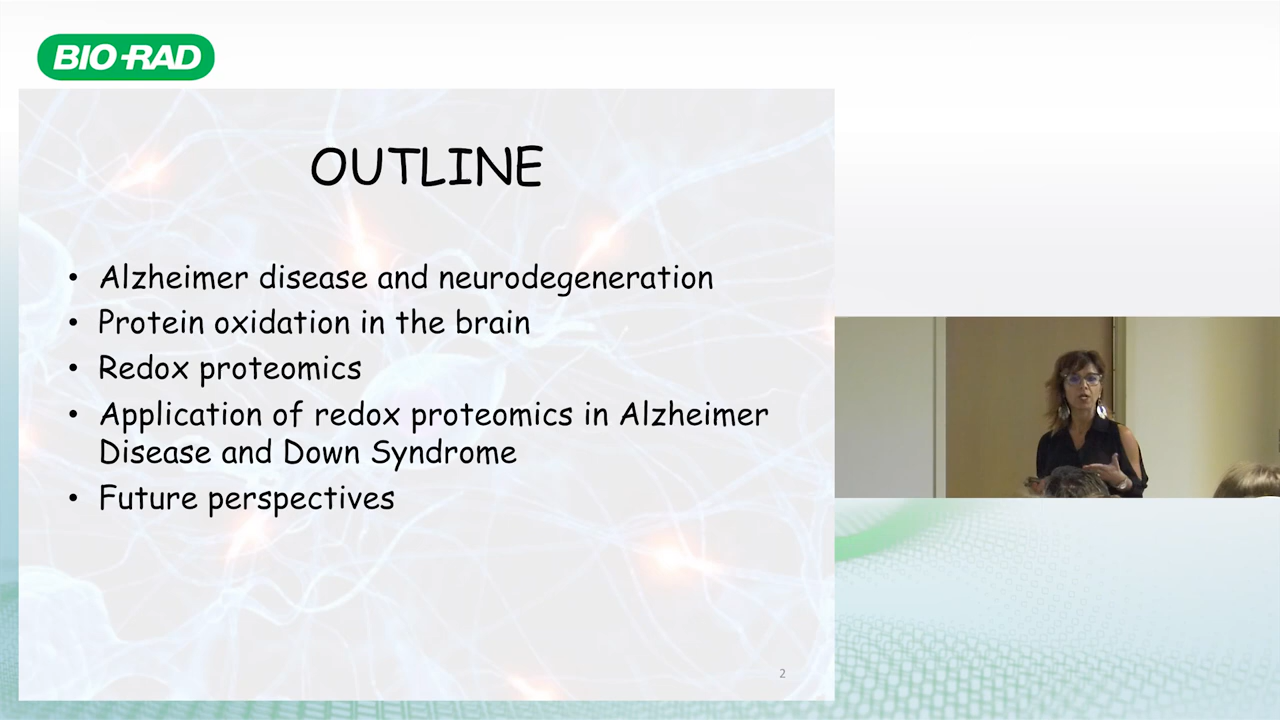 BIO-RAD
OUTLINE
• Alzheimer disease and neurodegeneration
• Protein oxidation in the brain
• Redox proteomics
• Application of redox proteomics in Alzheimer
Disease and Down Syndrome
• Future perspectives
2